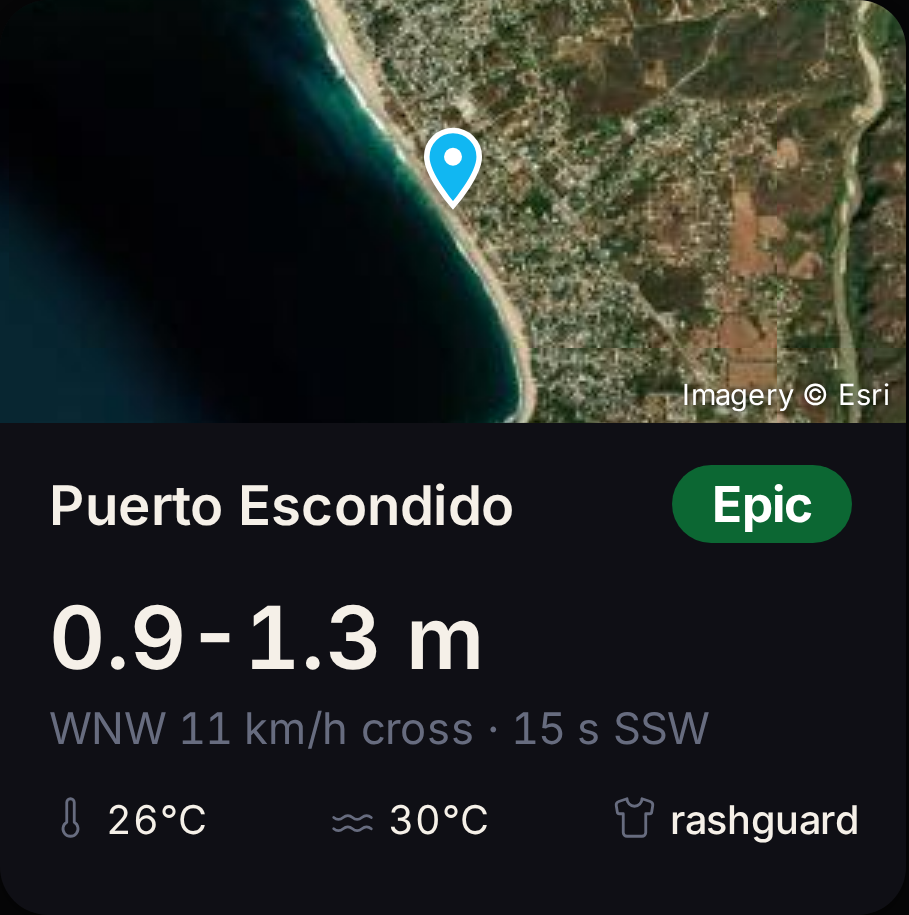 Imagery © Esri
Puerto Escondido
Epic
0.9-1.3 m
WNW 11 km/h cross · 15 s SSW
26°C
30°C
rashguard